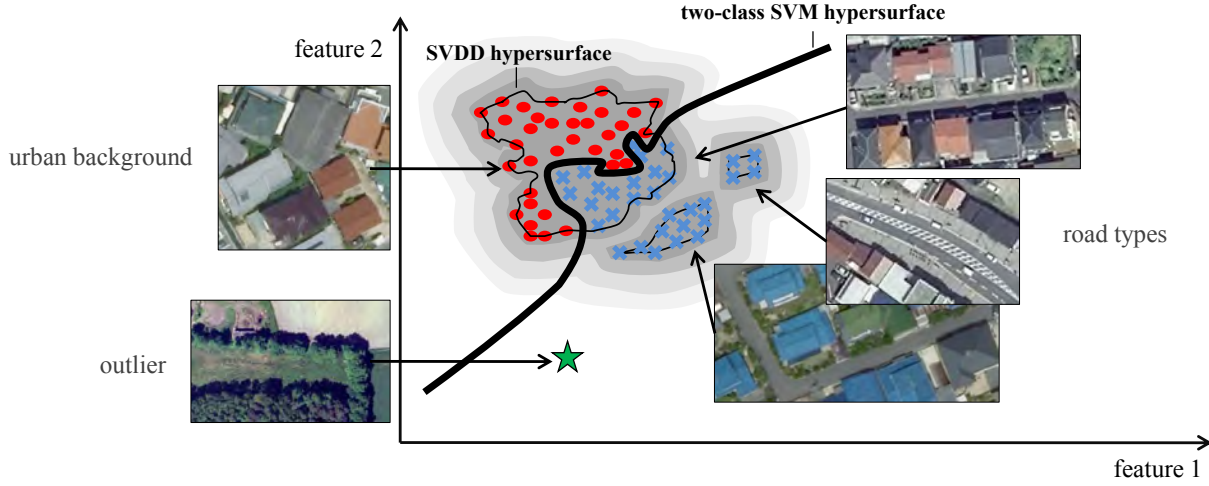 two-class SVM hypersurface
feature 2
SVDD hypersurface
urban background
road types
outlier
feature 1